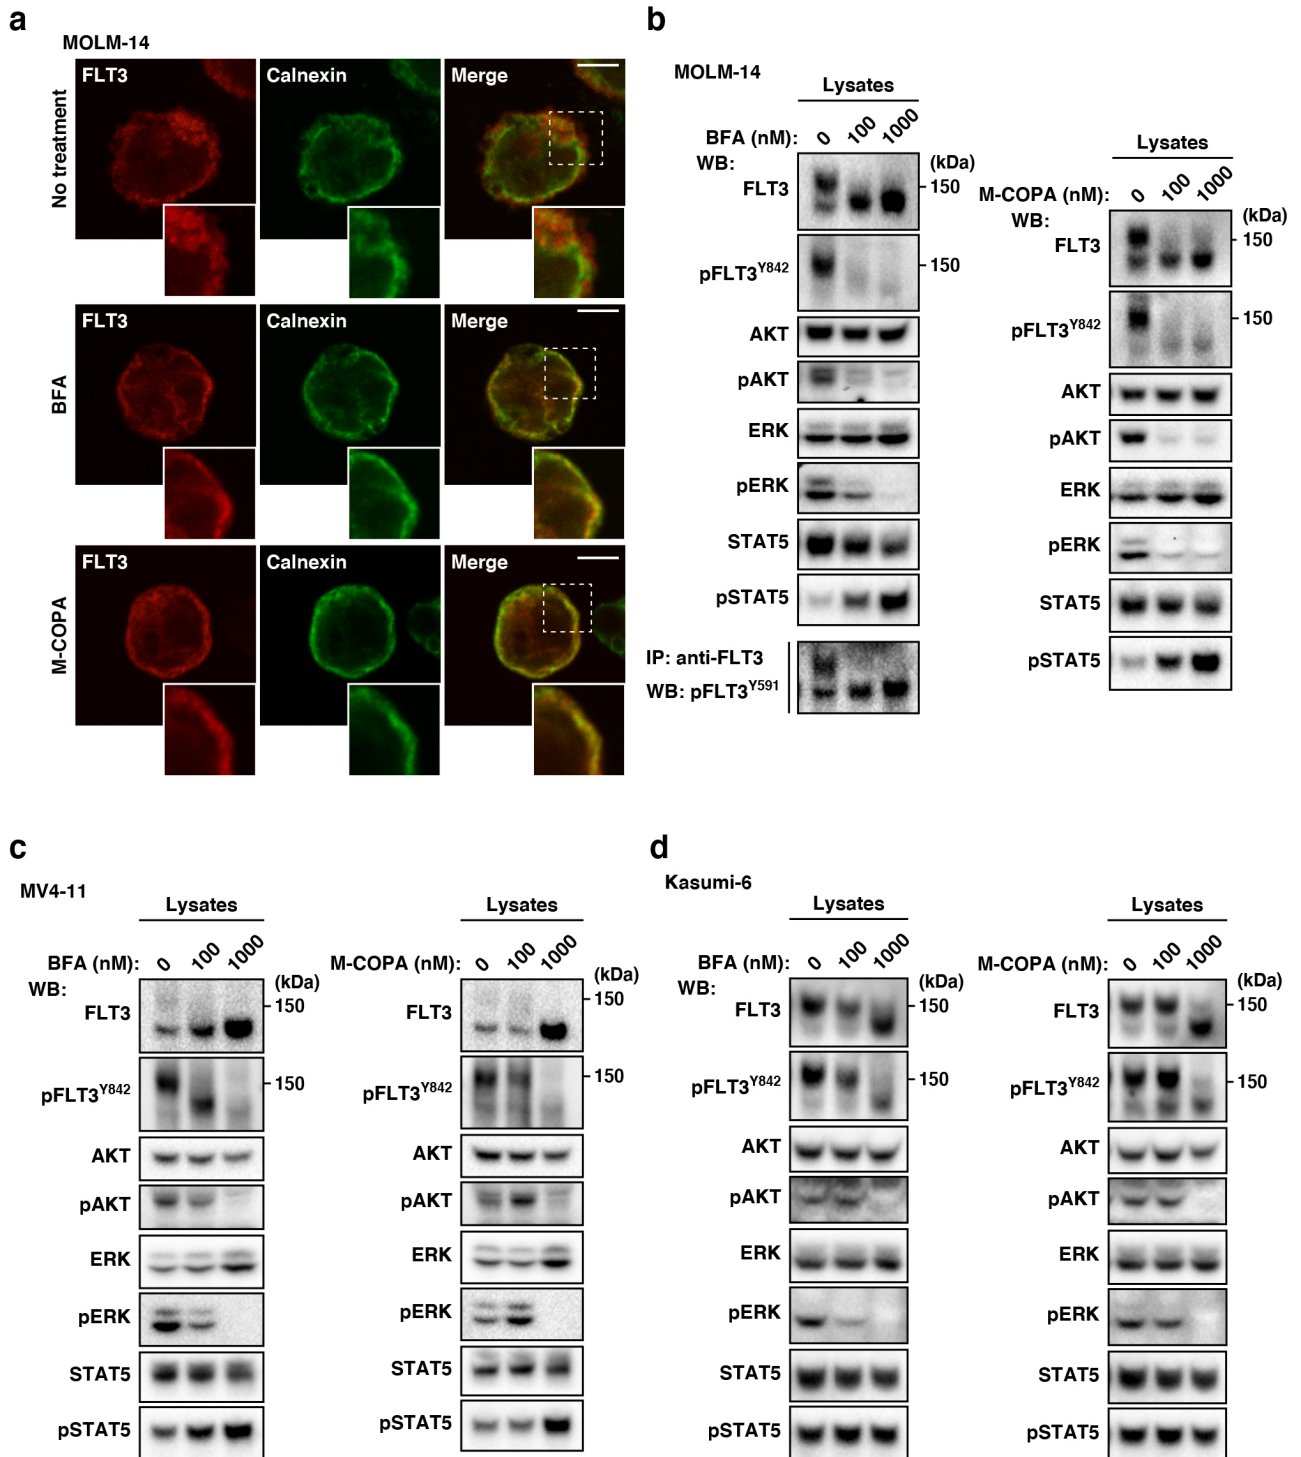 a
MOLM-14
No treatment
FLT3 Calnexin Merge
BFA
FLT3 Calnexin Merge
M-COPA
FLT3 Calnexin Merge
b
MOLM-14
Lysates
BFA (nM): 0 100 1000
WB: (kDa)
FLT3 150
pFLT3Y842 150
AKT
pAKT
ERK
pERK
STAT5
pSTAT5
IP: anti-FLT3
WB: pFLT3Y591
Lysates
M-COPA (nM): 0 100 1000
WB: (kDa)
FLT3 150
pFLT3Y842 150
AKT
pAKT
ERK
pERK
STAT5
pSTAT5
c
MV4-11
Lysates
BFA (nM): 0 100 1000
WB: (kDa)
FLT3 150
pFLT3Y842 150
AKT
pAKT
ERK
pERK
STAT5
pSTAT5
Lysates
M-COPA (nM): 0 100 1000
(kDa)
FLT3 150
pFLT3Y842 150
AKT
pAKT
ERK
pERK
STAT5
pSTAT5
d
Kasumi-6
Lysates
BFA (nM): 0 100 1000
WB: (kDa)
FLT3 150
pFLT3Y842 150
AKT
pAKT
ERK
pERK
STAT5
pSTAT5
Lysates
M-COPA (nM): 0 100 1000
(kDa)
FLT3 150
pFLT3Y842 150
AKT
pAKT
ERK
pERK
STAT5
pSTAT5